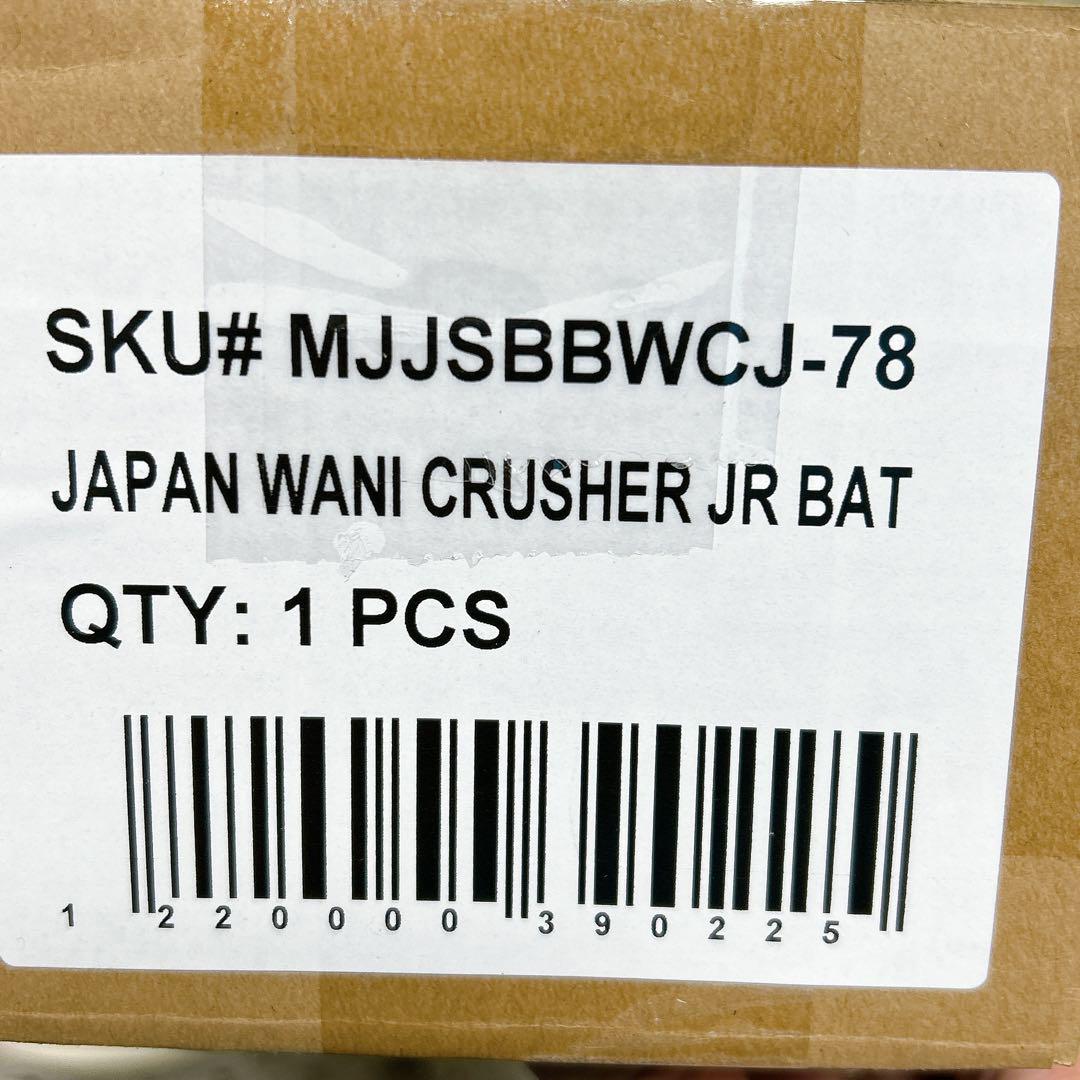 SKU# MJJSBBWCJ-78
JAPAN WANI CRUSHER JR BAT
QTY: 1 PCS
1 220000 390225